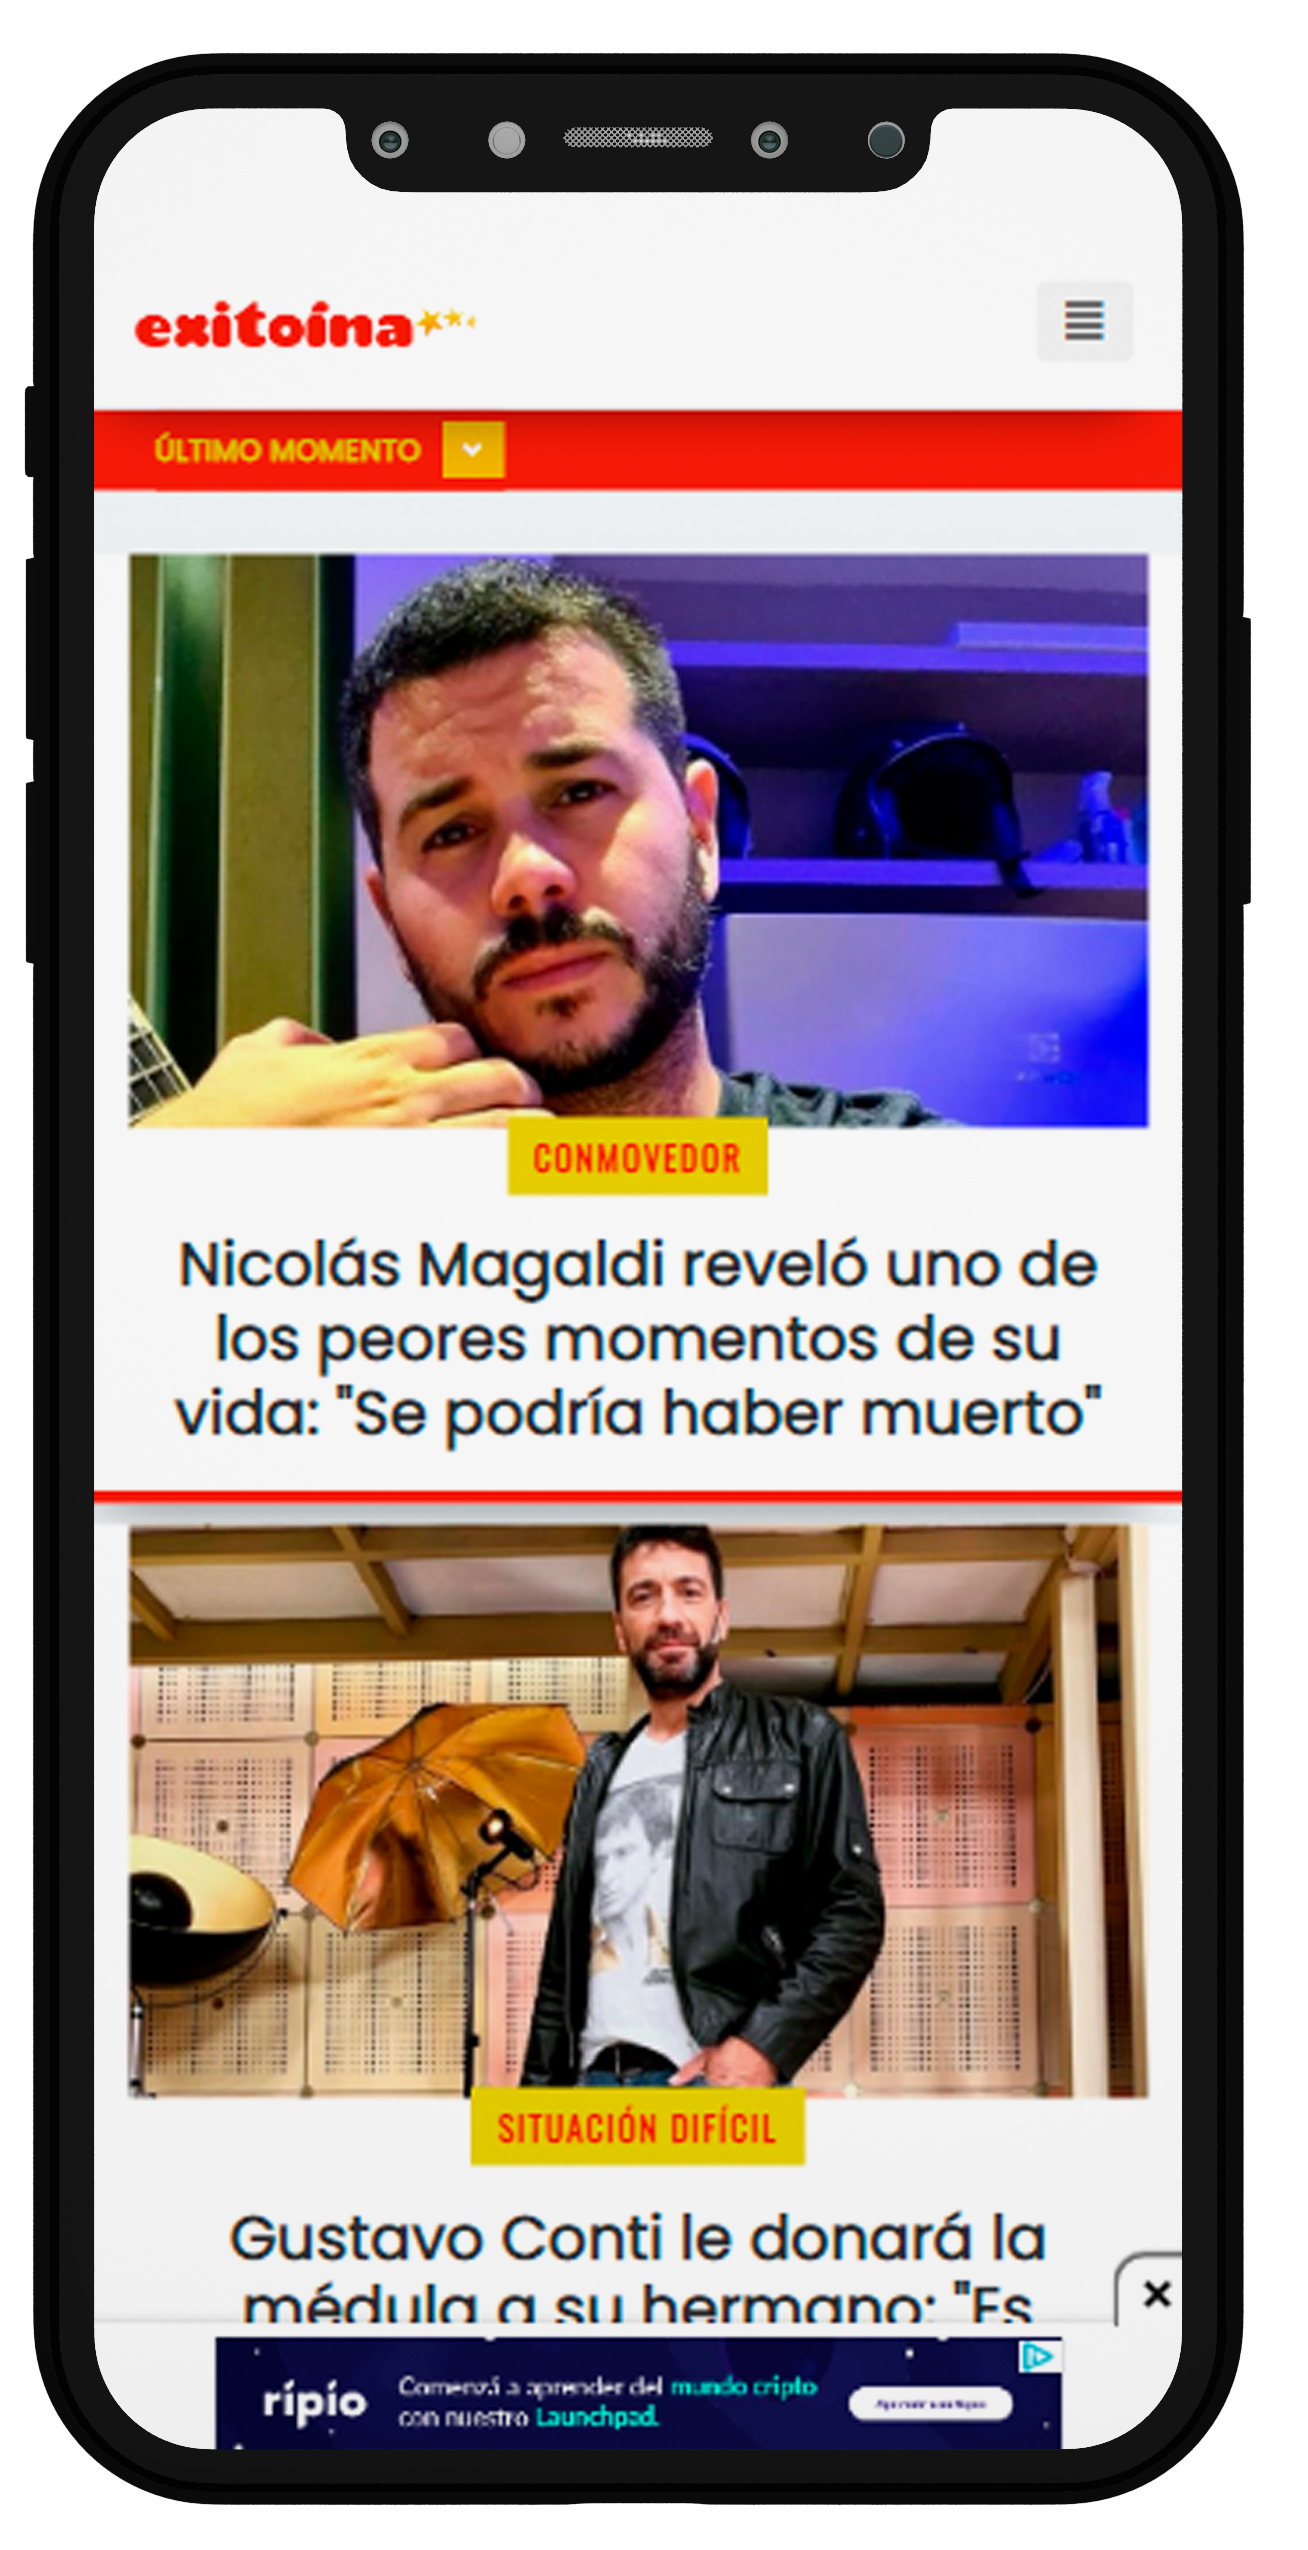 exitoína
ÚLTIMO MOMENTO
CONMOVEDOR
Nicolás Magaldi reveló uno de
los peores momentos de su
vida: "Se podría haber muerto"
SITUACIÓN DIFÍCIL
Gustavo Conti le donará la
médula a su hermano: "Es
ripio
Comenzá a aprender del mundo cripto
con nuestro Launchpad.